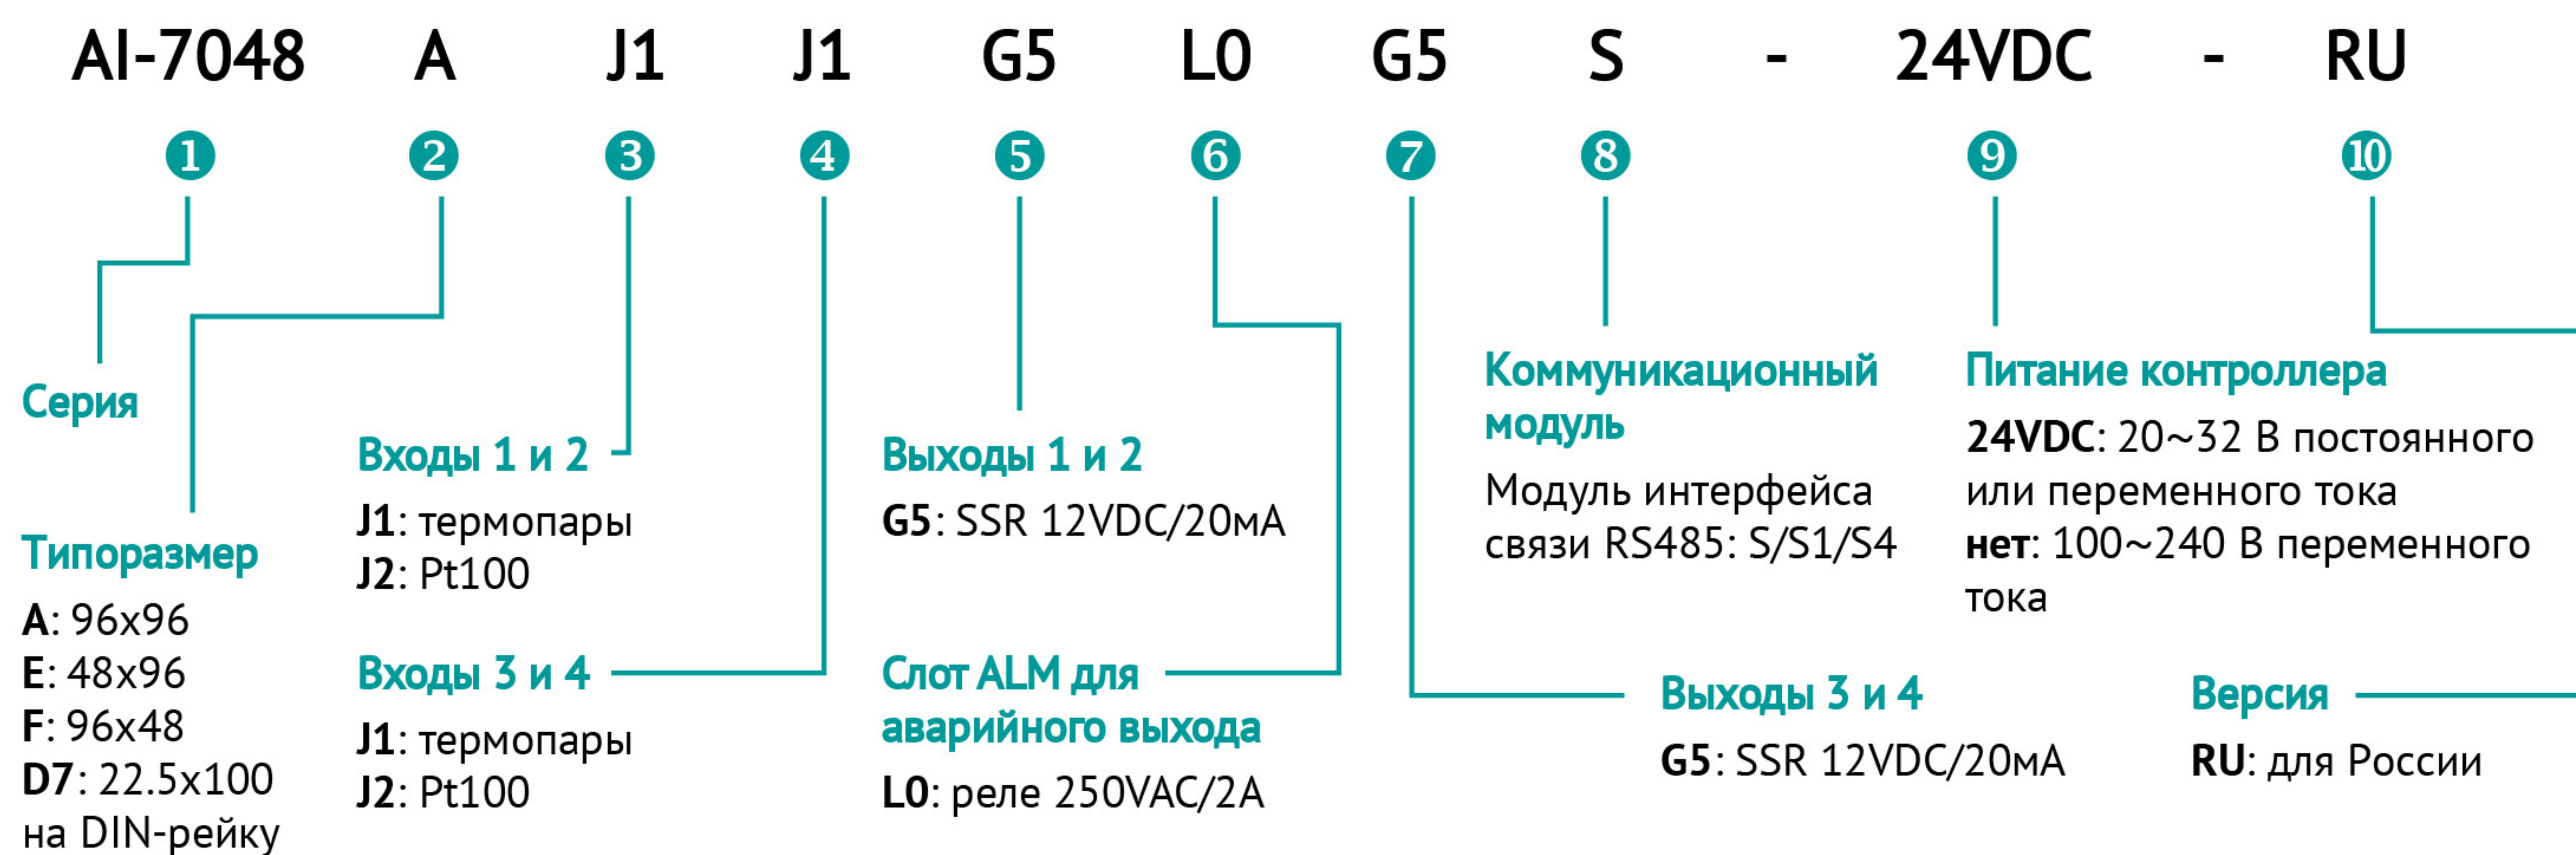 AI-7048 A J1 J1 G5 L0 G5 S - 24VDC - RU
1 2 3 4 5 6 7 8 9 10
Серия
Типоразмер
A: 96x96
E: 48x96
F: 96x48
D7: 22.5x100
на DIN-рейку
Входы 1 и 2
J1: термопары
J2: Pt100
Входы 3 и 4
J1: термопары
J2: Pt100
Выходы 1 и 2
G5: SSR 12VDC/20мА
Слот ALM для
аварийного выхода
L0: реле 250VAC/2A
Коммуникационный
модуль
Модуль интерфейса
связи RS485: S/S1/S4
Питание контроллера
24VDC: 20~32 В постоянного
или переменного тока
нет: 100~240 В переменного
тока
Выходы 3 и 4
G5: SSR 12VDC/20мА
Версия
RU: для России